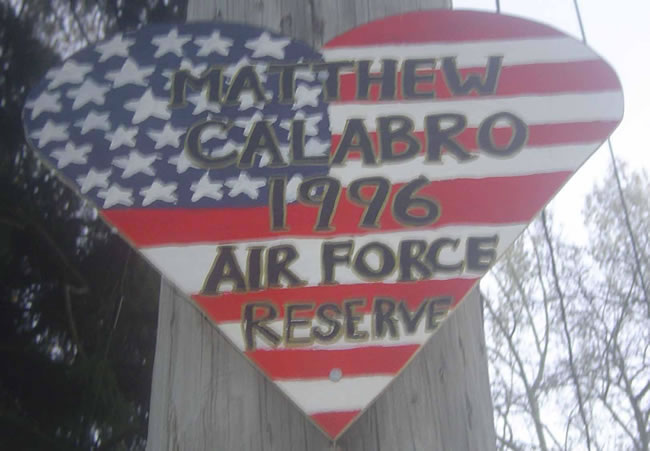 MATTHEW
CALABRO
1996
AIR FORCE
RESERVE